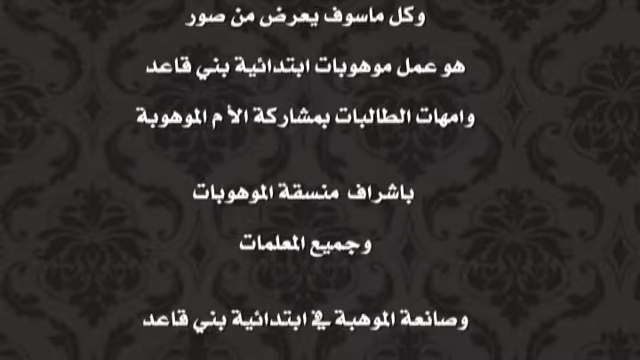 وكل ماسوف يعرض من صور
هو عمل موهوبات ابتدائية بني قاعد
وامهات الطالبات بمشاركة الأ م الموهوبة
باشراف منسقة الموهوبات
وجميع المعلمات
وصانعة الموهبة في ابتدائية بني قاعد